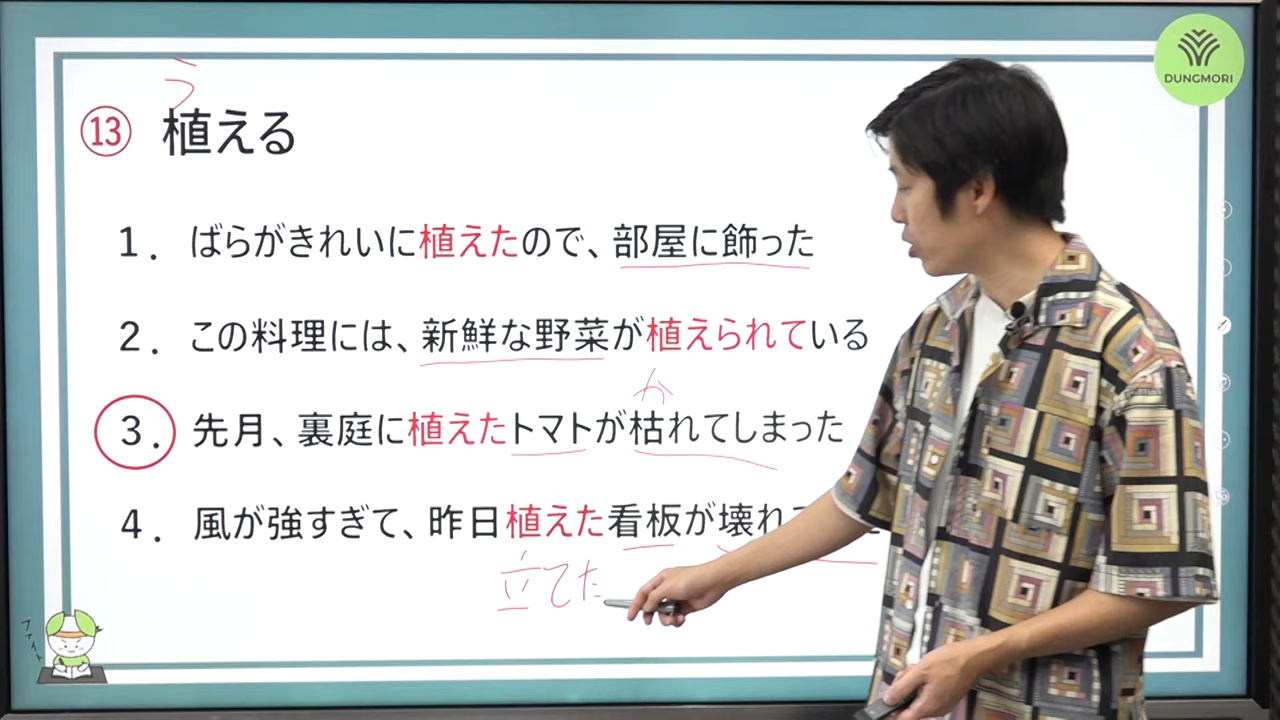 DUNGMORI
う
⑬ 植える
1. ばらがきれいに植えたので、部屋に飾った
2. この料理には、新鮮な野菜が植えられている
か
3. 先月、裏庭に植えたトマトが枯れてしまった
4. 風が強すぎて、昨日植えた看板が壊れ
立てた
ファイト